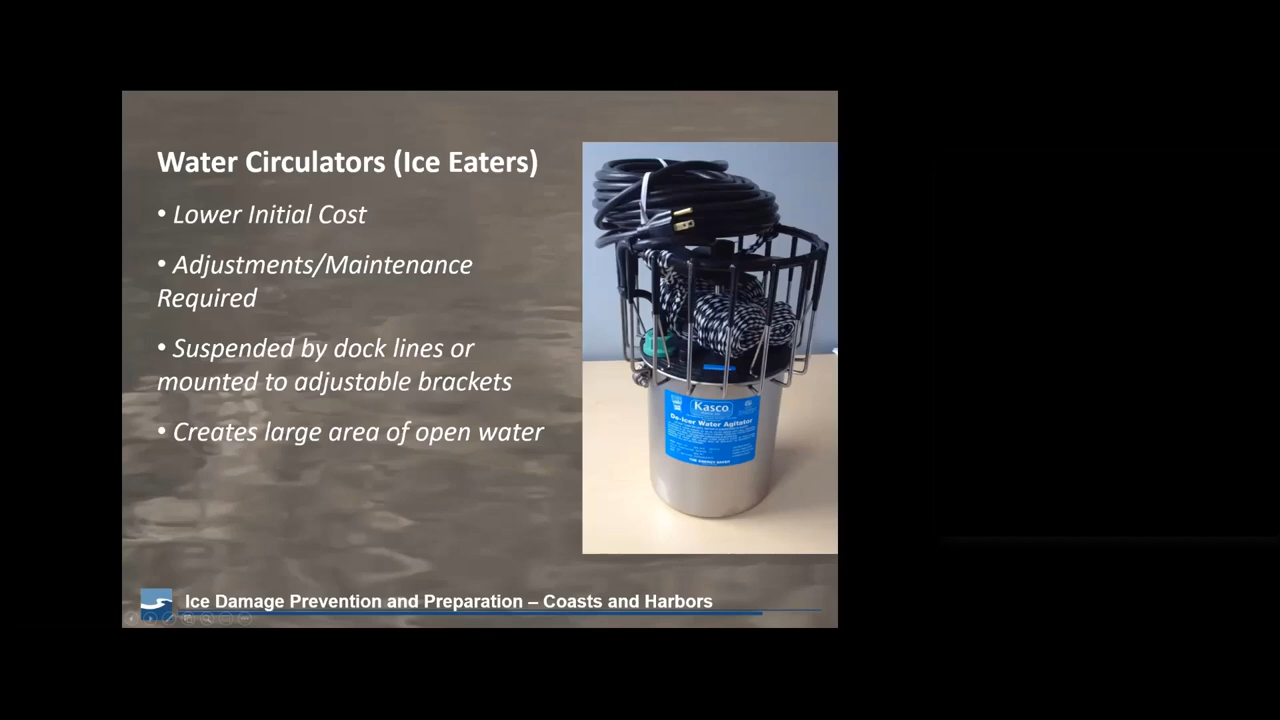 Water Circulators (Ice Eaters)
• Lower Initial Cost
• Adjustments/Maintenance
Required
• Suspended by dock lines or
mounted to adjustable brackets
• Creates large area of open water
Kasco
De-Icer Water Agitator
Ice Damage Prevention and Preparation – Coasts and Harbors